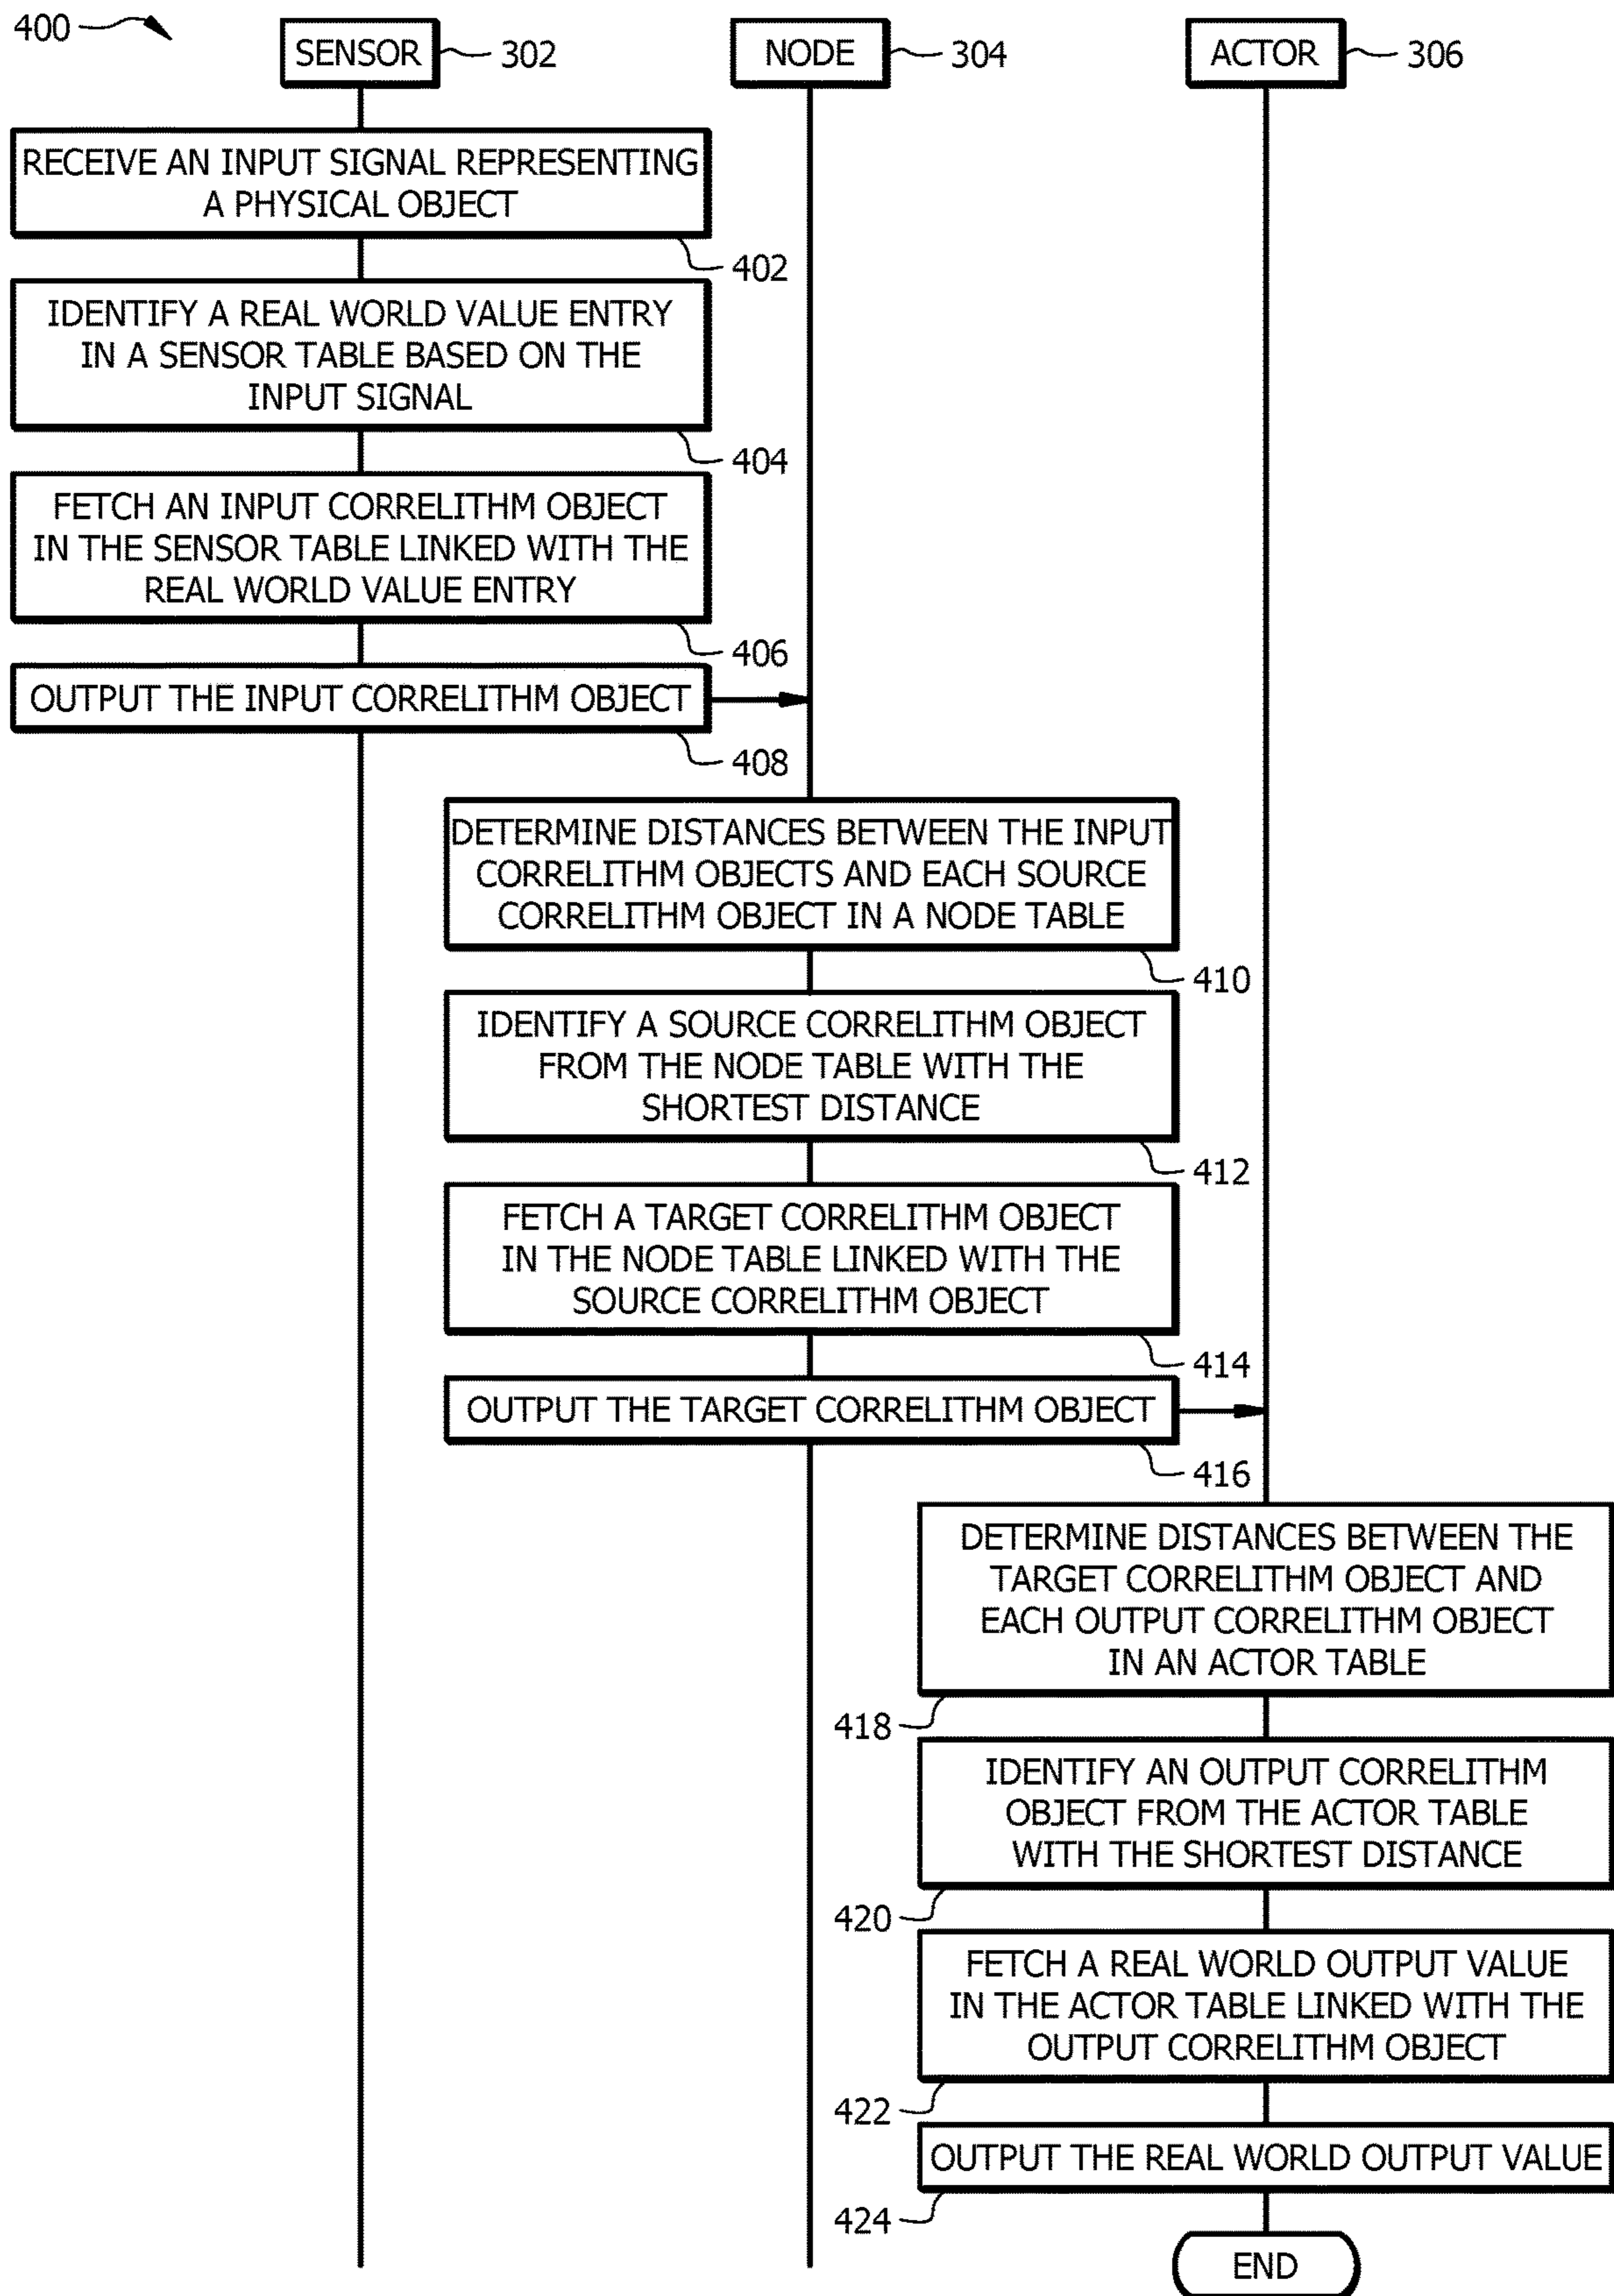 400
SENSOR
302
NODE
304
ACTOR
306
RECEIVE AN INPUT SIGNAL REPRESENTING
A PHYSICAL OBJECT
402
IDENTIFY A REAL WORLD VALUE ENTRY
IN A SENSOR TABLE BASED ON THE
INPUT SIGNAL
404
FETCH AN INPUT CORRELITHM OBJECT
IN THE SENSOR TABLE LINKED WITH THE
REAL WORLD VALUE ENTRY
406
OUTPUT THE INPUT CORRELITHM OBJECT
408
DETERMINE DISTANCES BETWEEN THE INPUT
CORRELITHM OBJECTS AND EACH SOURCE
CORRELITHM OBJECT IN A NODE TABLE
410
IDENTIFY A SOURCE CORRELITHM OBJECT
FROM THE NODE TABLE WITH THE
SHORTEST DISTANCE
412
FETCH A TARGET CORRELITHM OBJECT
IN THE NODE TABLE LINKED WITH THE
SOURCE CORRELITHM OBJECT
414
OUTPUT THE TARGET CORRELITHM OBJECT
416
DETERMINE DISTANCES BETWEEN THE
TARGET CORRELITHM OBJECT AND
EACH OUTPUT CORRELITHM OBJECT
IN AN ACTOR TABLE
418
IDENTIFY AN OUTPUT CORRELITHM
OBJECT FROM THE ACTOR TABLE
WITH THE SHORTEST DISTANCE
420
FETCH A REAL WORLD OUTPUT VALUE
IN THE ACTOR TABLE LINKED WITH THE
OUTPUT CORRELITHM OBJECT
422
OUTPUT THE REAL WORLD OUTPUT VALUE
424
END